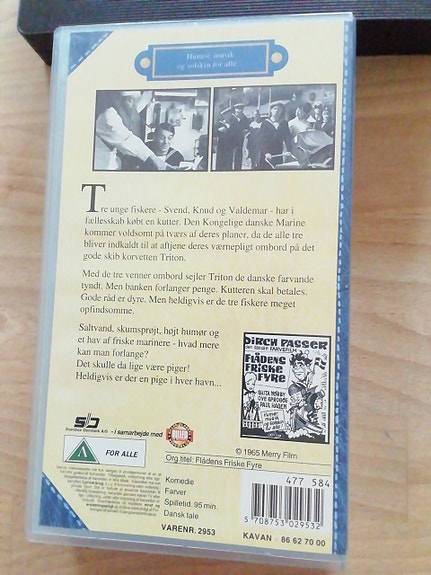 Humor, musik
og solskin for alle.
Tre unge fiskere - Svend, Knud og Valdemar - har i
fællesskab købt en kutter. Den Kongelige danske Marine
kommer voldsomt på tværs af deres planer, da de alle tre
bliver indkaldt til at aftjene deres værnepligt ombord på det
gode skib korvetten Triton.
Med de tre venner ombord sejler Triton de danske farvande
tyndt. Men banken forlanger penge. Kutteren skal betales.
Gode råd er dyre. Men heldigvis er de tre fiskere meget
opfindsomme.
Saltvand, skumsprøjt, højt humør og
et hav af friske marinere - hvad mere
kan man forlange?
Det skulle da lige være piger!
Heldigvis er der en pige i hver havn...
DIRCH PASSER
FLÅDENS
FRISKE
FYRE
OVE SPROGØE
© 1965 Merry Film
- i samarbejde med
FOR ALLE
Org titel: Flådens Friske Fyre
Komedie
Farver
Spilletid. 95 min.
Dansk tale
VARENR. 2953
477 584
5 708753 029532
KAVAN - 86 62 70 00